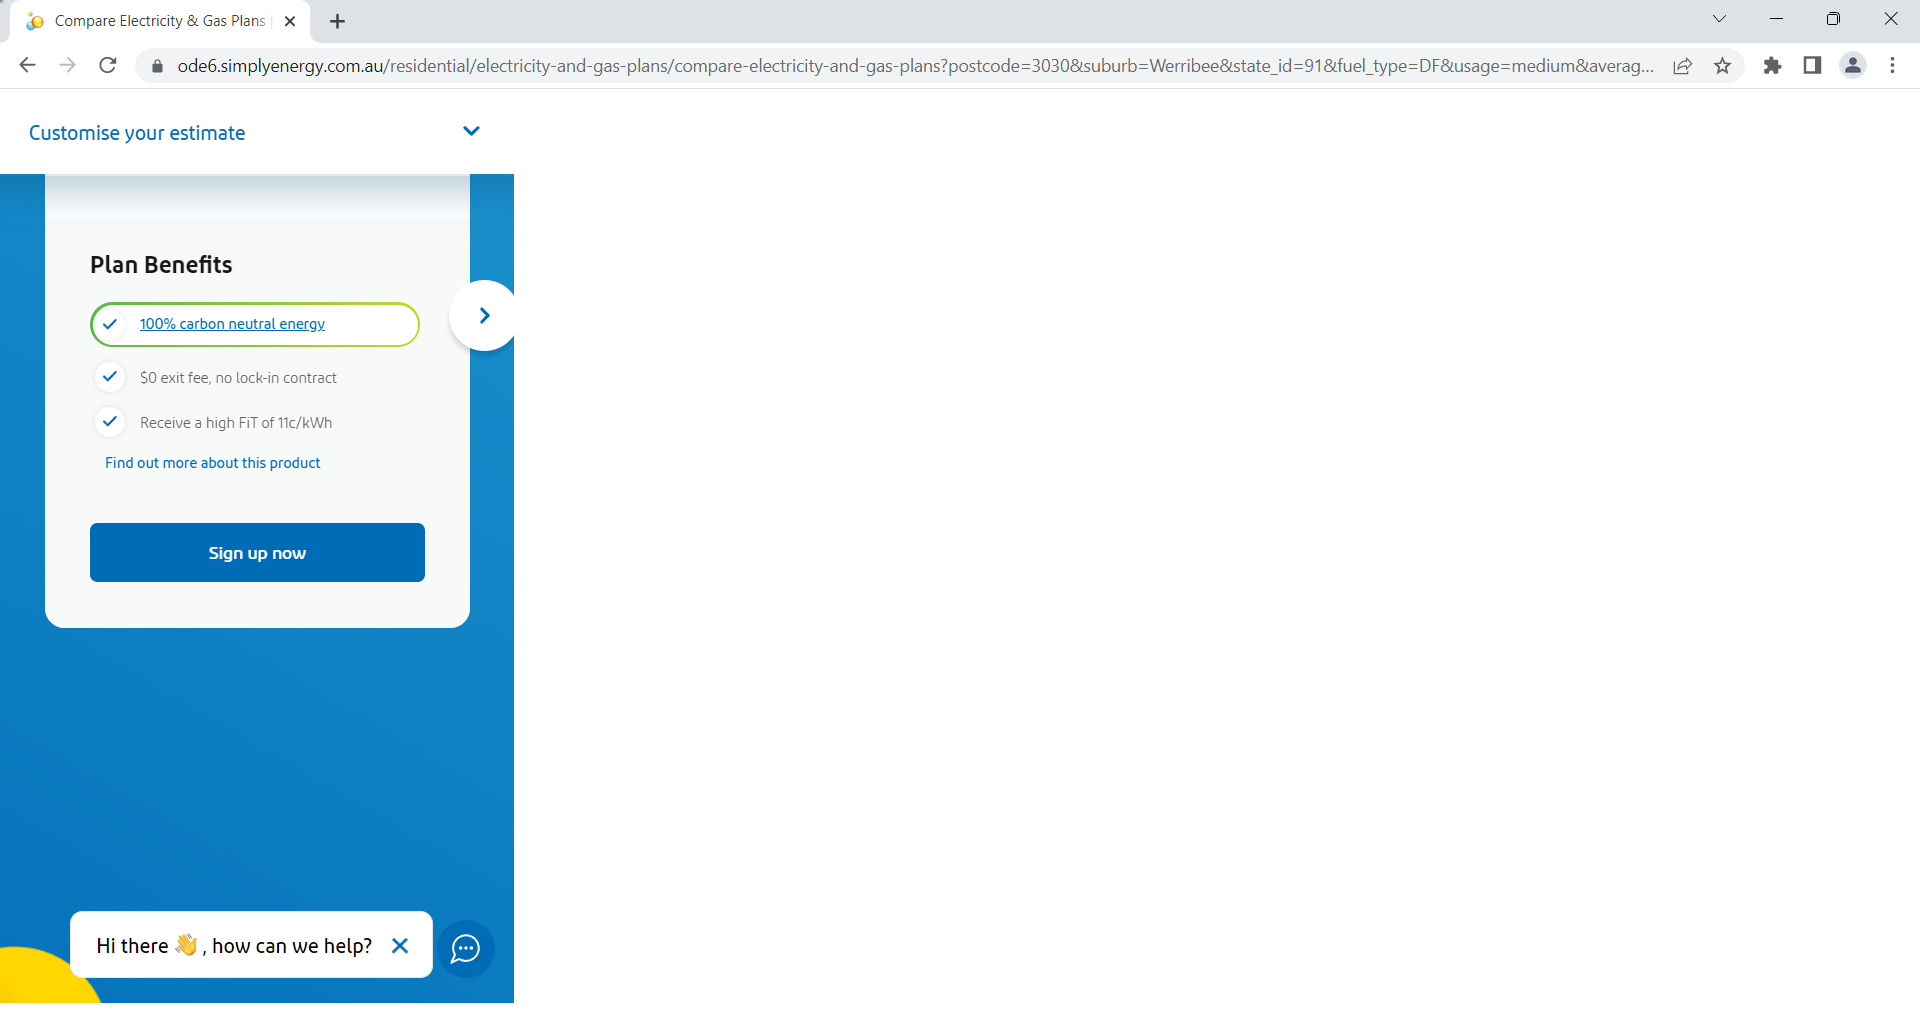 Compare Electricity & Gas Plans
ode6.simplyenergy.com.au/residential/electricity-and-gas-plans/compare-electricity-and-gas-plans?postcode=3030&suburb=Werribee&state_id=91&fuel_type=DF&usage=medium&averag...
Customise your estimate
Plan Benefits
100% carbon neutral energy
$0 exit fee, no lock-in contract
Receive a high FiT of 11c/kWh
Find out more about this product
Sign up now
Hi there 👋 , how can we help?